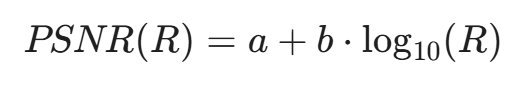 PSNR(R) = a + b · log₁₀(R)